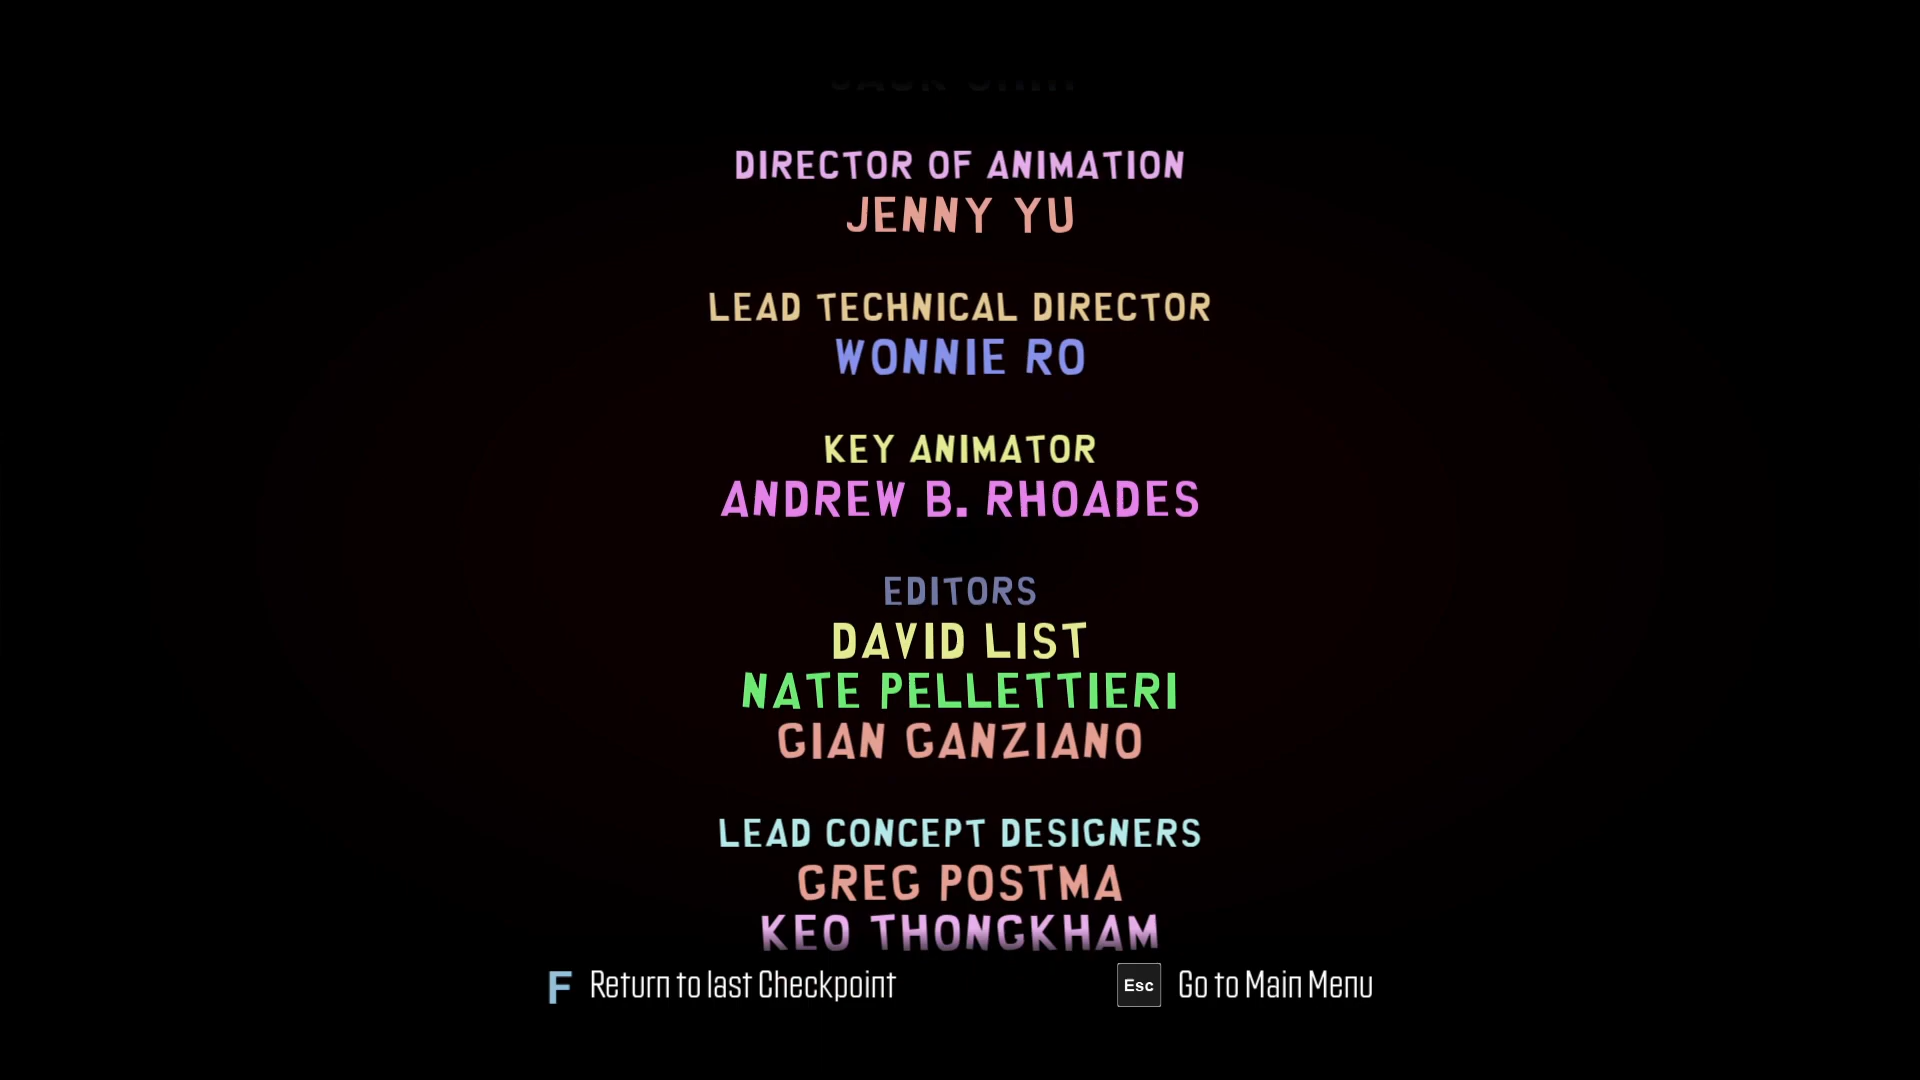 DIRECTOR OF ANIMATION
JENNY YU
LEAD TECHNICAL DIRECTOR
WONNIE RO
KEY ANIMATOR
ANDREW B. RHOADES
EDITORS
DAVID LIST
NATE PELLETTIERI
GIAN GANZIANO
LEAD CONCEPT DESIGNERS
GREG POSTMA
KEO THONGKHAM
F Return to last Checkpoint
Esc Go to Main Menu